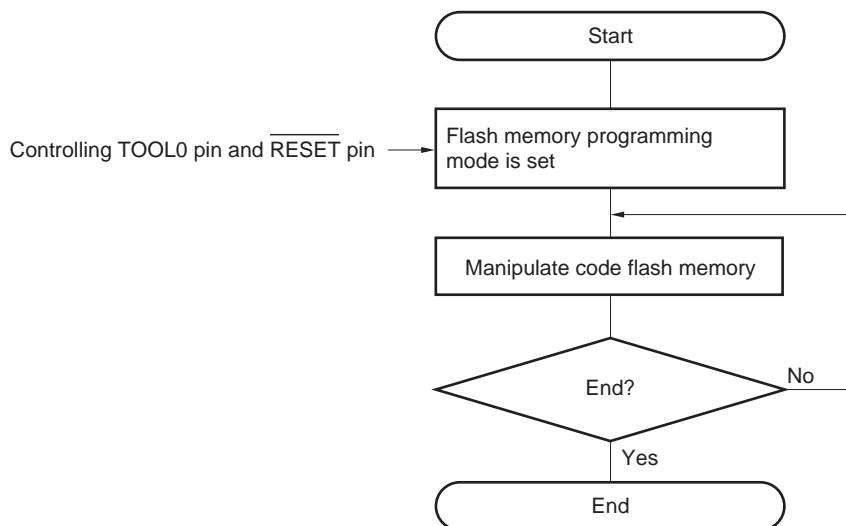 Start
Controlling TOOL0 pin and RESET pin
Flash memory programming
mode is set
Manipulate code flash memory
End?
No
Yes
End